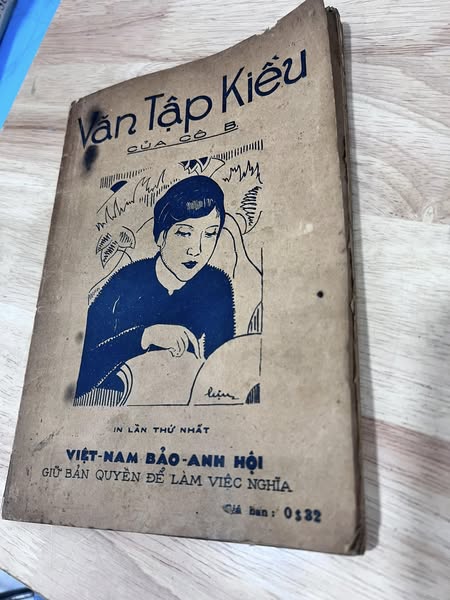 Văn Tập Kiều
CỦA CÔ B
IN LẦN THỨ NHẤT
VIỆT-NAM BẢO-ANH HỘI
GIỮ BẢN QUYỀN ĐỂ LÀM VIỆC NGHĨA
Giá bán: 0$32